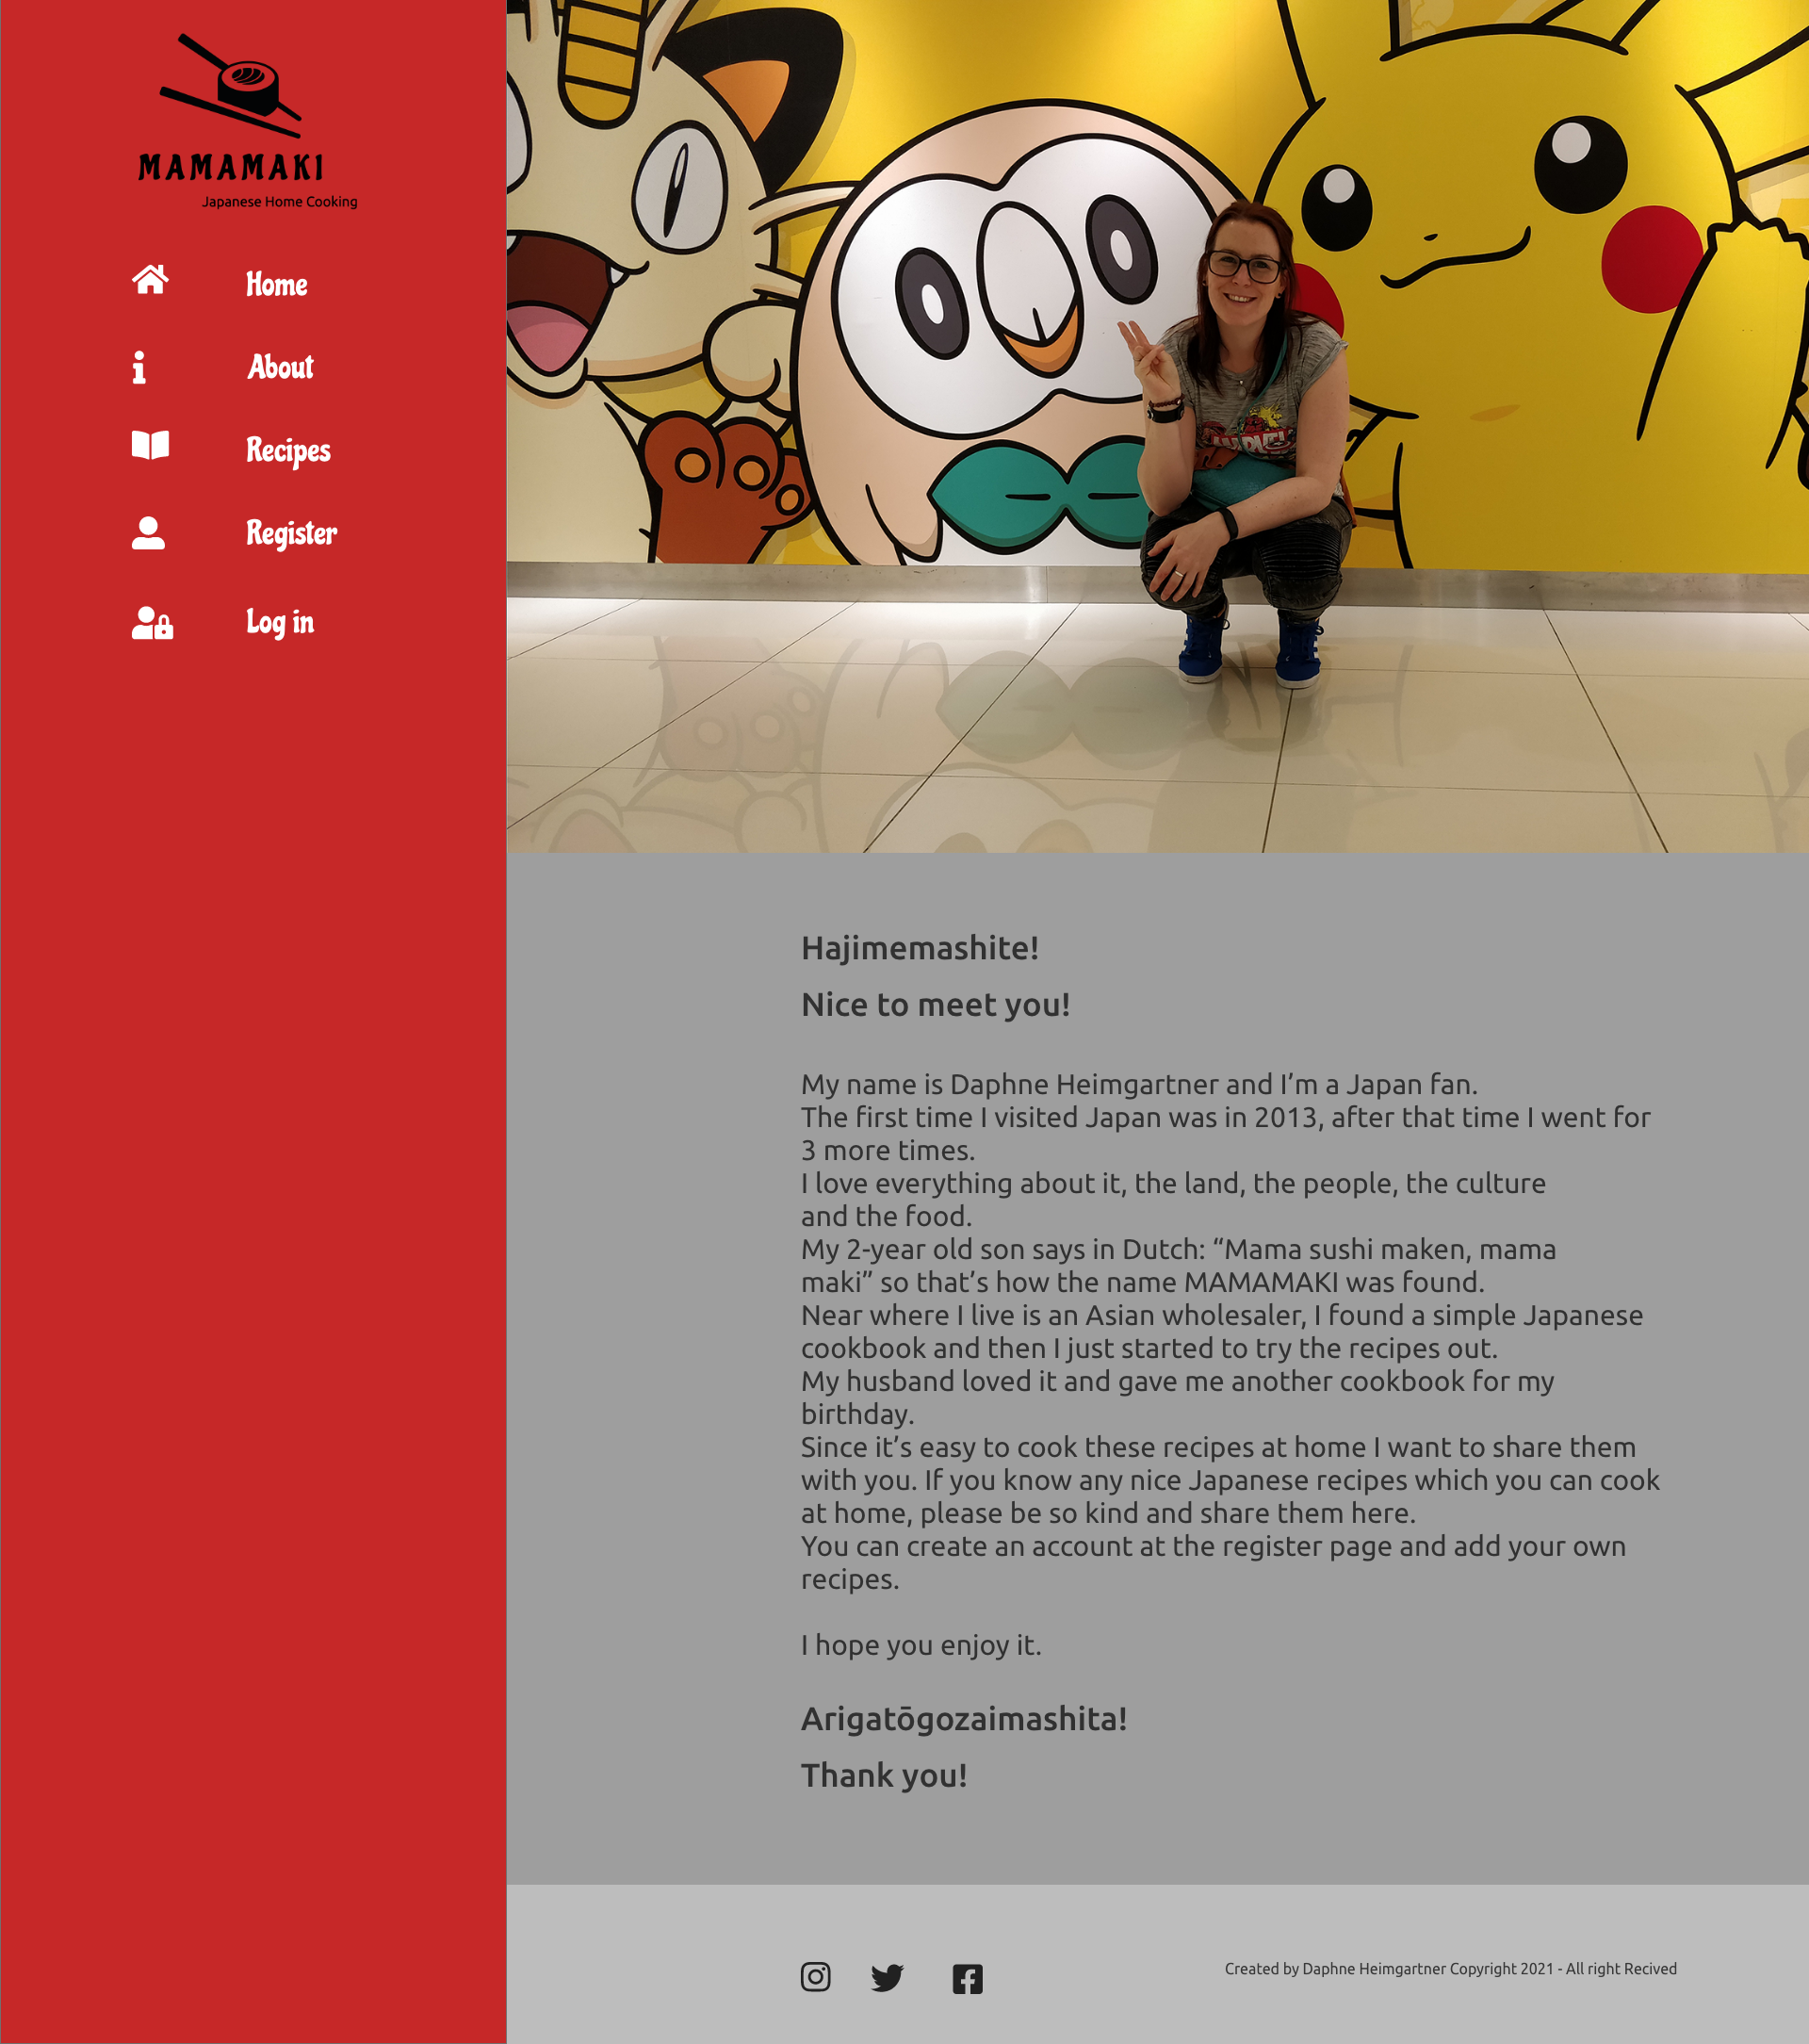 MAMAMAKI
Japanese Home Cooking
Home
About
Recipes
Register
Log in
MARVEL
Hajimemashite!
Nice to meet you!
My name is Daphne Heimgartner and I’m a Japan fan.
The first time I visited Japan was in 2013, after that time I went for
3 more times.
I love everything about it, the land, the people, the culture
and the food.
My 2-year old son says in Dutch: “Mama sushi maken, mama
maki” so that’s how the name MAMAMAKI was found.
Near where I live is an Asian wholesaler, I found a simple Japanese
cookbook and then I just started to try the recipes out.
My husband loved it and gave me another cookbook for my
birthday.
Since it’s easy to cook these recipes at home I want to share them
with you. If you know any nice Japanese recipes which you can cook
at home, please be so kind and share them here.
You can create an account at the register page and add your own
recipes.
I hope you enjoy it.
Arigatōgozaimashita!
Thank you!
Created by Daphne Heimgartner Copyright 2021 - All right Recived